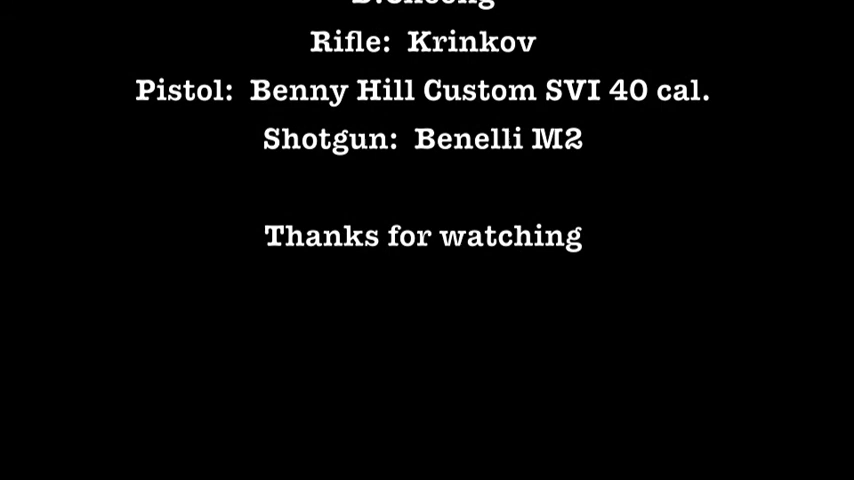 Rifle:  Krinkov
Pistol:  Benny Hill Custom SVI 40 cal.
Shotgun:  Benelli M2
Thanks for watching